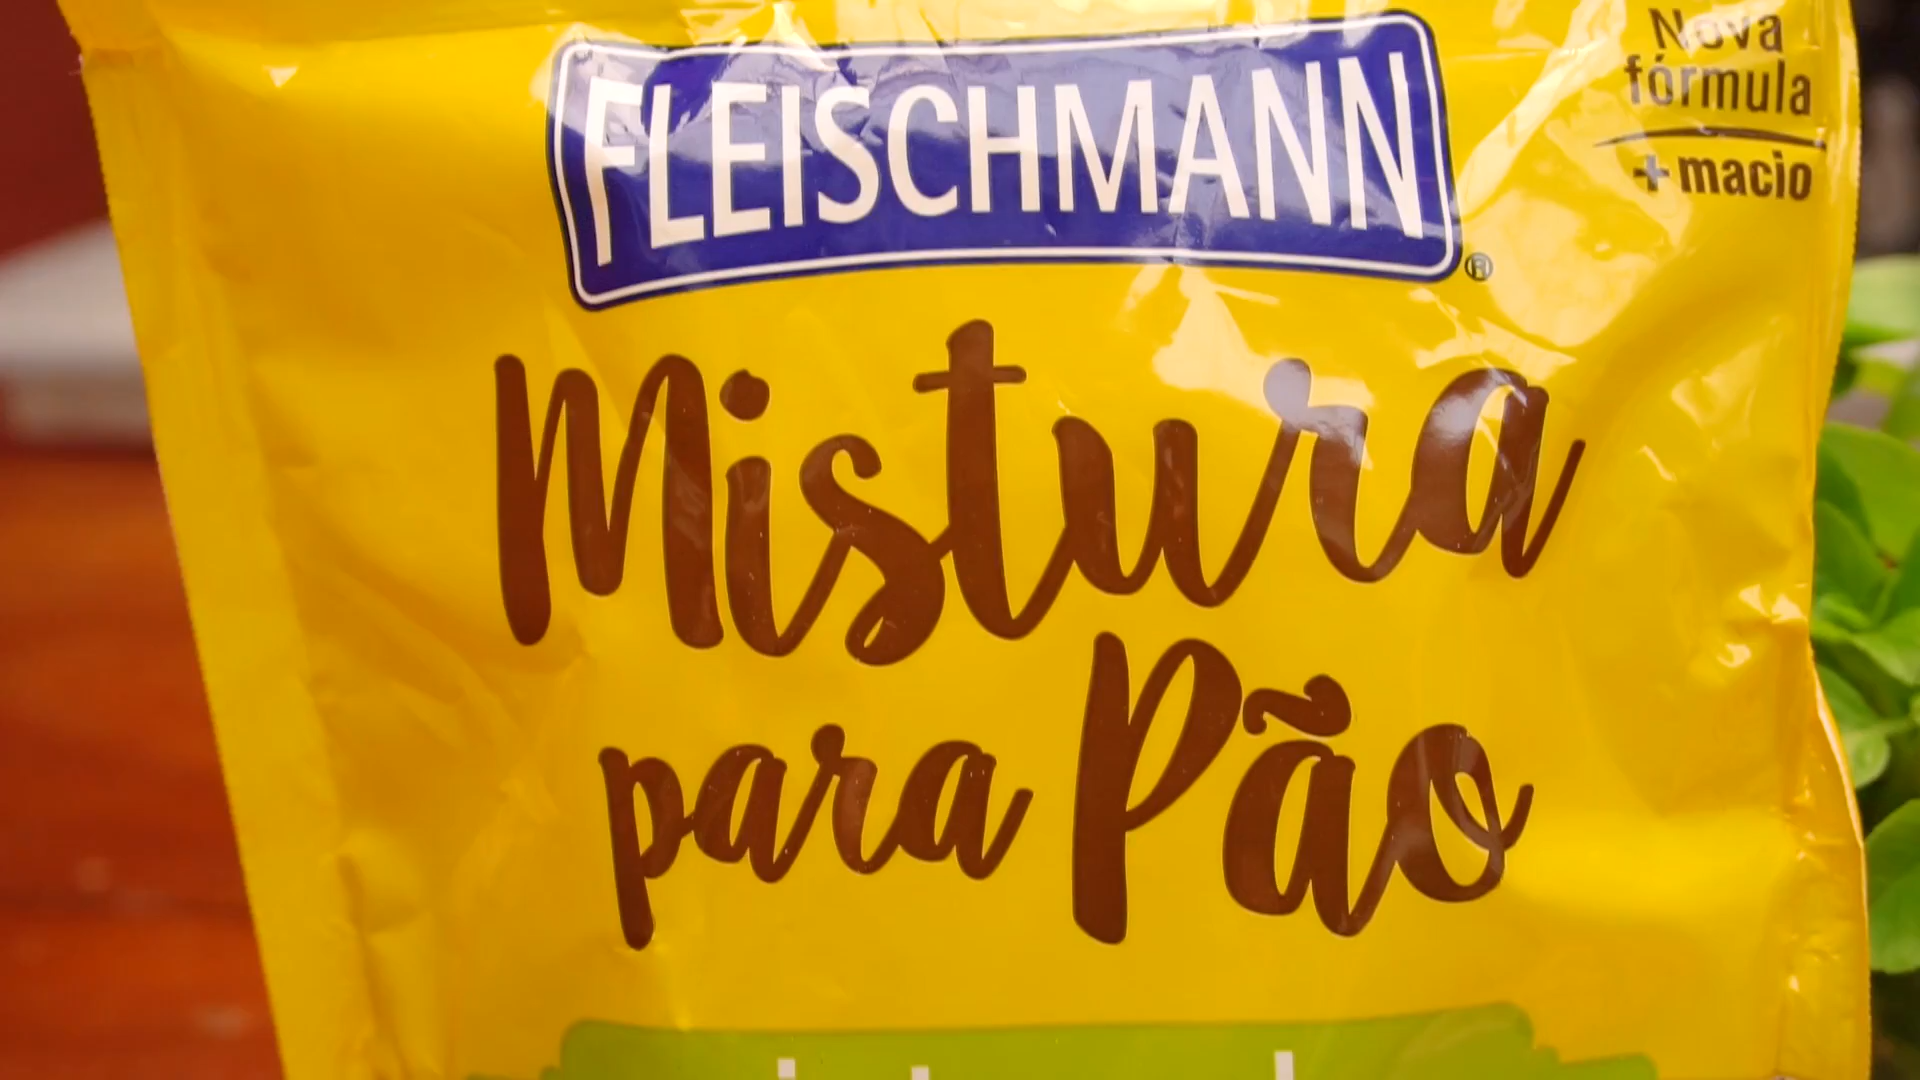 FLEISCHMANN
®
Nova
fórmula
+ macio
Mistura
para Pão